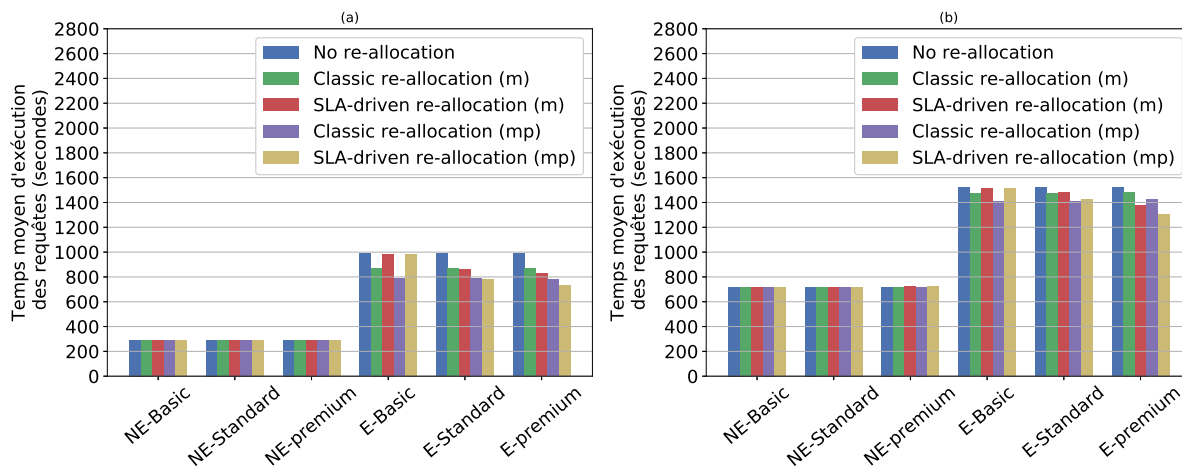 (a)
Temps moyen d'exécution
des requêtes (secondes)
2800
2600
2400
2200
2000
1800
1600
1400
1200
1000
800
600
400
200
0
No re-allocation
Classic re-allocation (m)
SLA-driven re-allocation (m)
Classic re-allocation (mp)
SLA-driven re-allocation (mp)
NE-Basic
NE-Standard
NE-premium
E-Basic
E-Standard
E-premium
(b)
Temps moyen d'exécution
des requêtes (secondes)
2800
2600
2400
2200
2000
1800
1600
1400
1200
1000
800
600
400
200
0
No re-allocation
Classic re-allocation (m)
SLA-driven re-allocation (m)
Classic re-allocation (mp)
SLA-driven re-allocation (mp)
NE-Basic
NE-Standard
NE-premium
E-Basic
E-Standard
E-premium